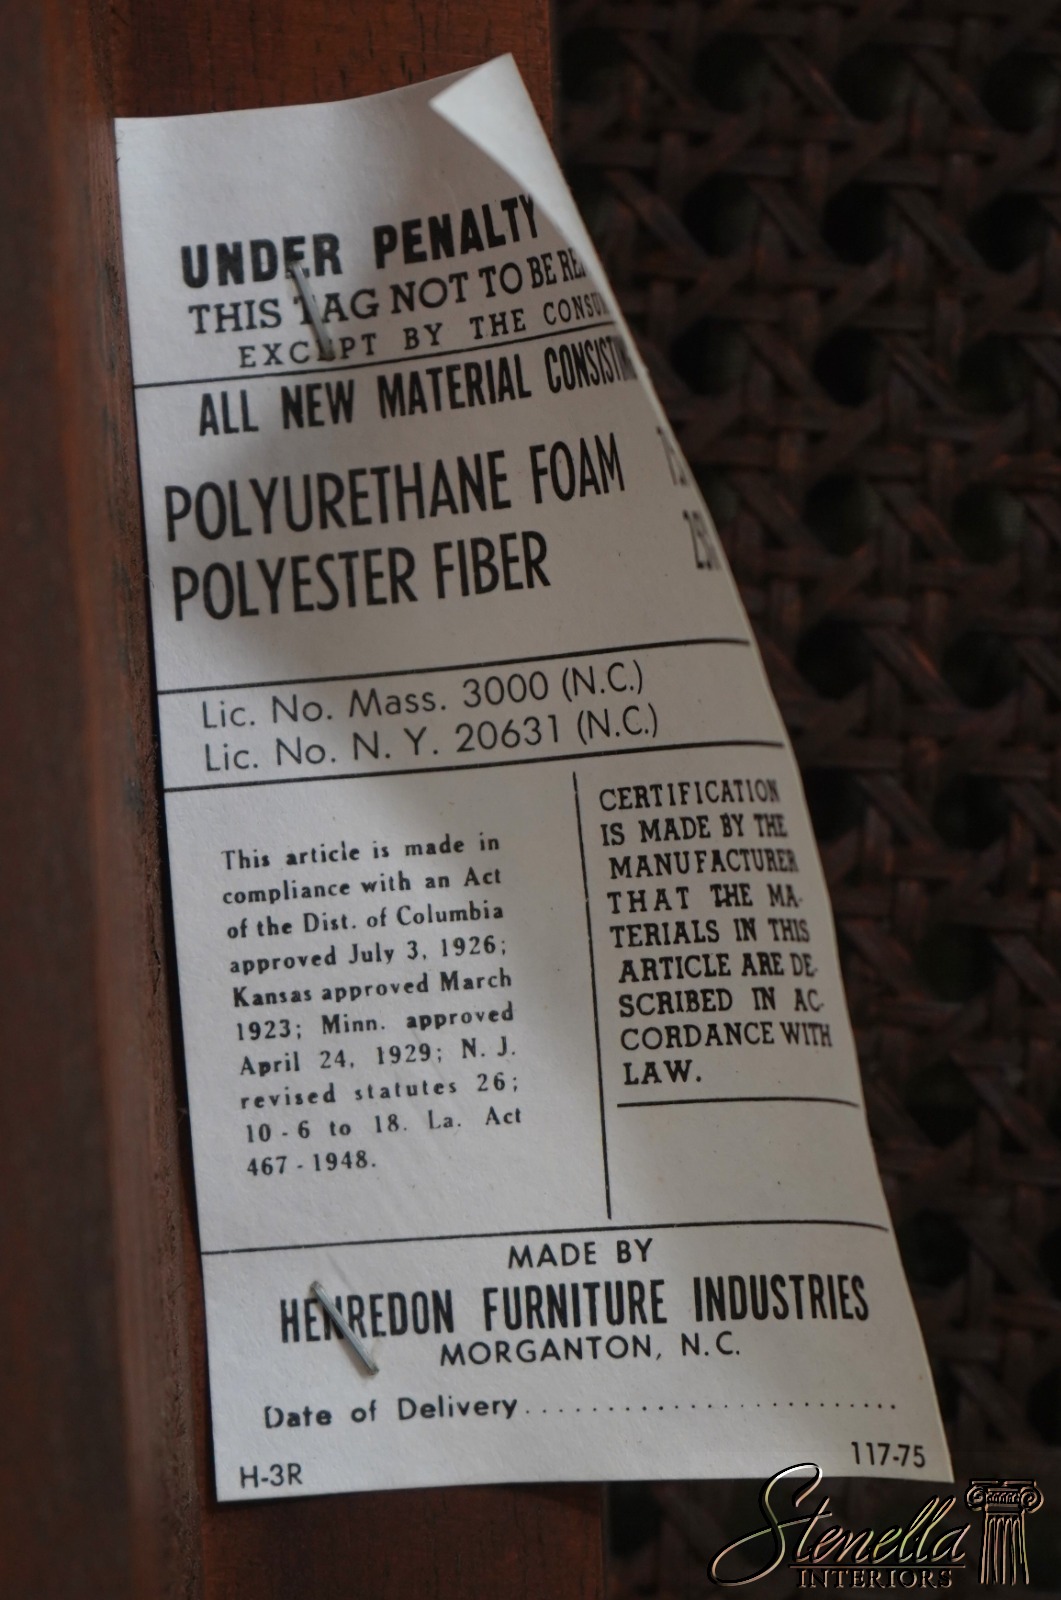 UNDER PENALTY
THIS TAG NOT TO BE
EXCEPT BY THE
ALL NEW MATERIAL
POLYURETHANE FOAM
POLYESTER FIBER
Lic. No. Mass. 3000 (N.C.)
Lic. No. N. Y. 20631 (N.C.)
This article is made in
compliance with an Act
of the Dist. of Columbia
approved July 3, 1926;
Kansas approved March
1923; Minn. approved
April 24, 1929; N. J.
revised statutes 26;
10 - 6 to 18. La. Act
467 - 1948.
CERTIFICATION
IS MADE BY THE
MANUFACTURER
THAT THE MA-
TERIALS IN THIS
ARTICLE ARE DE-
SCRIBED IN AC-
CORDANCE WITH
LAW.
MADE BY
HENREDON FURNITURE INDUSTRIES
MORGANTON, N.C.
Date of Delivery..........................
H-3R
117-75
Stenella
INTERIORS